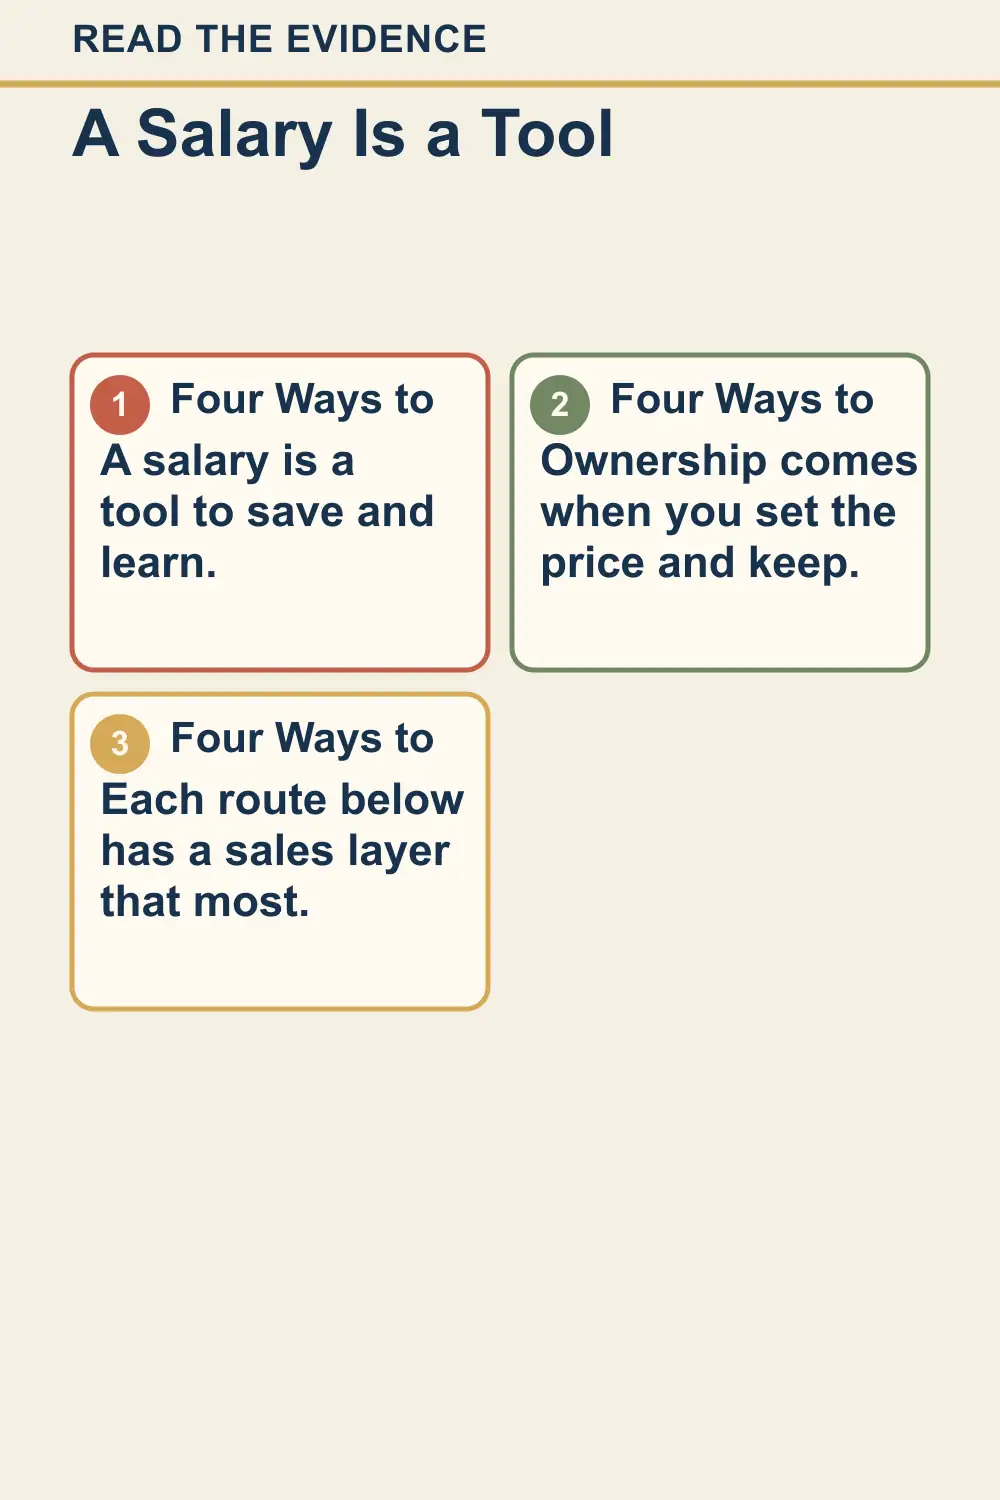 READ THE EVIDENCE
A Salary Is a Tool
1 Four Ways to
A salary is a
tool to save and
learn.
2 Four Ways to
Ownership comes
when you set the
price and keep.
3 Four Ways to
Each route below
has a sales layer
that most.